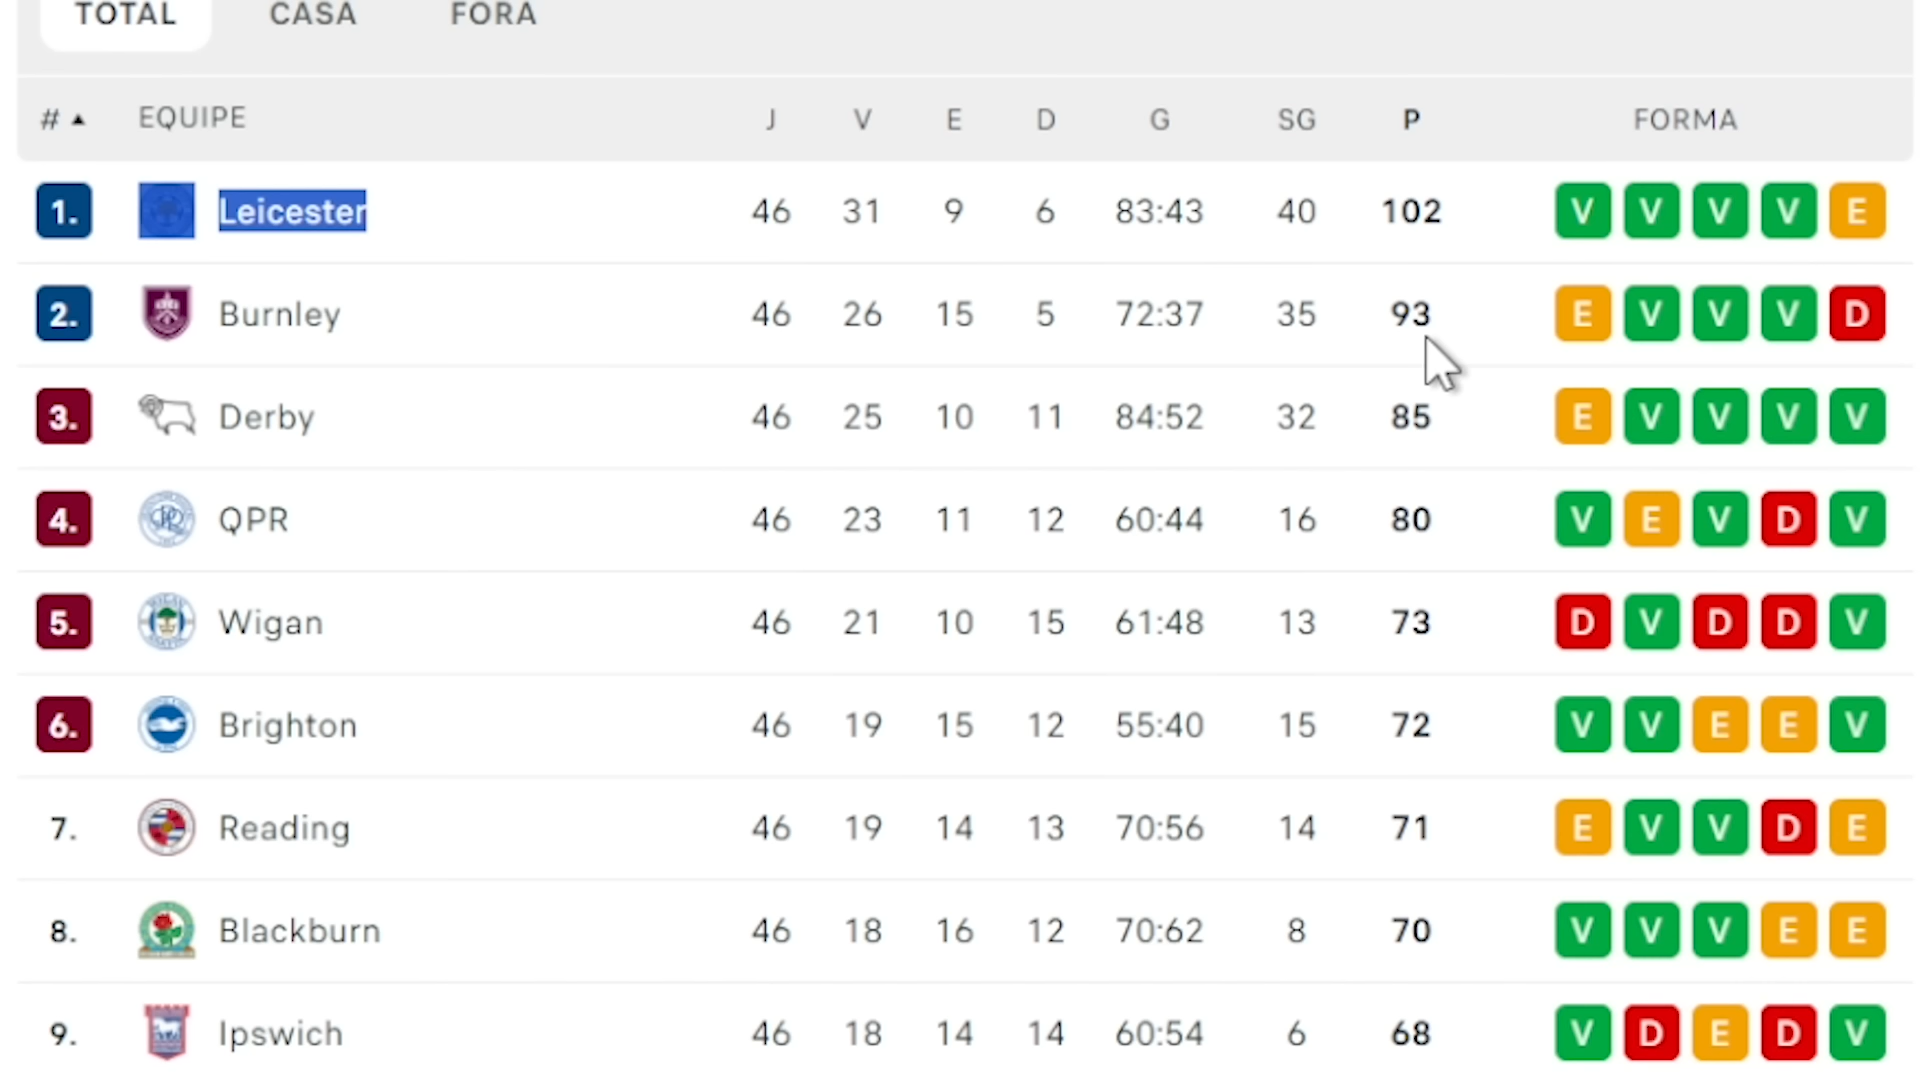 TOTAL CASA FORA
# ▲ EQUIPE J V E D G SG P FORMA
1. Leicester 46 31 9 6 83:43 40 102 V V V V E
2. Burnley 46 26 15 5 72:37 35 93 E V V V D
3. Derby 46 25 10 11 84:52 32 85 E V V V V
4. QPR 46 23 11 12 60:44 16 80 V E V D V
5. Wigan 46 21 10 15 61:48 13 73 D V D D V
6. Brighton 46 19 15 12 55:40 15 72 V V E E V
7. Reading 46 19 14 13 70:56 14 71 E V V D E
8. Blackburn 46 18 16 12 70:62 8 70 V V V E E
9. Ipswich 46 18 14 14 60:54 6 68 V D E D V